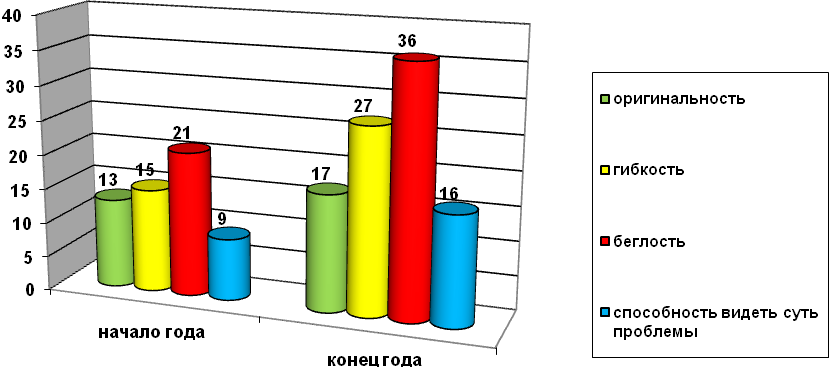 40
35
30
25
20
15
10
5
0
13
15
21
9
17
27
36
16
начало года
конец года
оригинальность
гибкость
беглость
способность видеть суть
проблемы